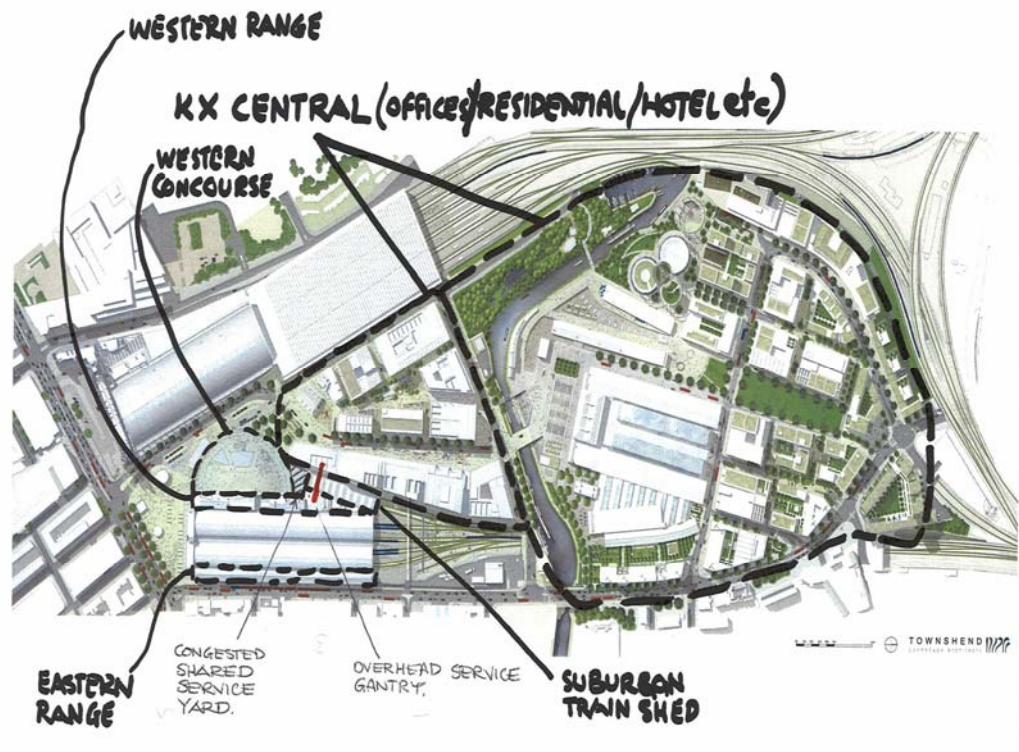 WESTERN RANGE
KX CENTRAL (OFFICES/RESIDENTIAL/HOTEL etc)
WESTERN
CONCOURSE
EASTERN
RANGE
CONGESTED
SHARED
SERVICE
YARD.
OVERHEAD SERVICE
GANTRY.
SUBURBAN
TRAIN SHED
TOWNSHEND